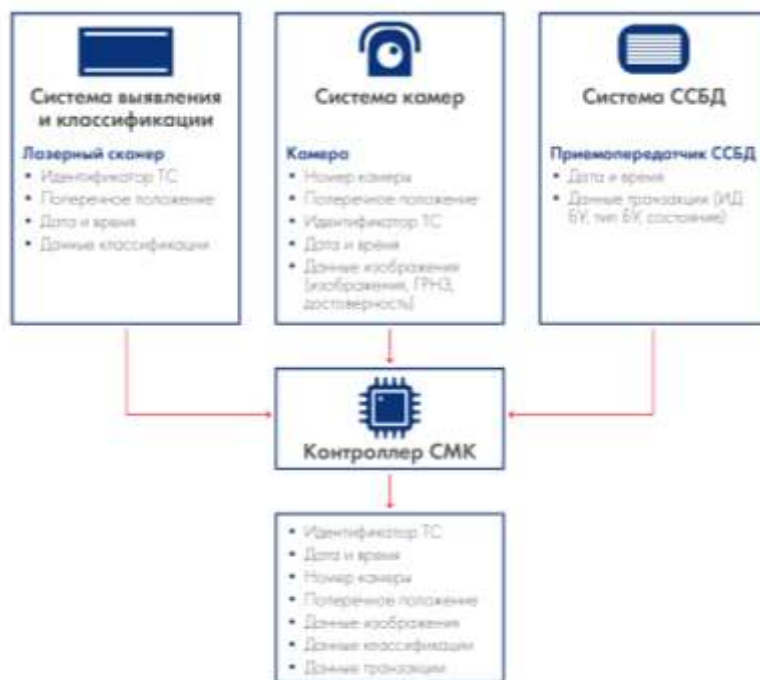 Система выявления
и классификации
Лазерный сканер
• Идентификатор ТС
• Поперечное положение
• Дата и время
• Данные классификации
Система камер
Камера
• Номер камеры
• Поперечное положение
• Идентификатор ТС
• Дата и время
• Данные изображения
(изображения, ГРНЗ,
достоверность)
Система ССБД
Приемопередатчик ССБД
• Дата и время
• Данные транзакции (ИД
БУ, тип БУ, состояние)
Контроллер СМК
• Идентификатор ТС
• Дата и время
• Номер камеры
• Поперечное положение
• Данные изображения
• Данные классификации
• Данные транзакции